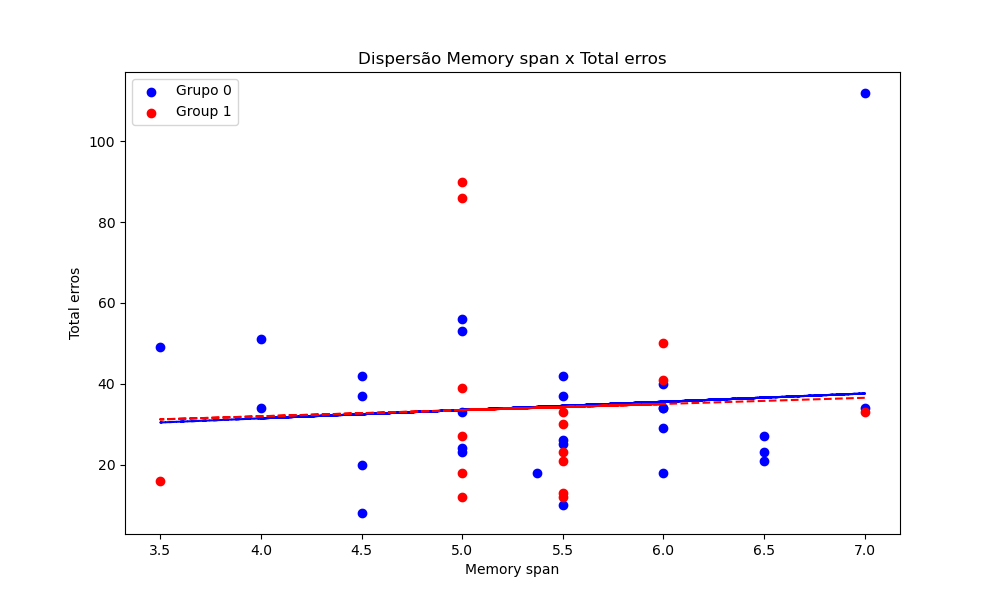 Dispersão Memory span x Total erros
Grupo 0
Group 1
100
80
60
40
20
Total erros
3.5 4.0 4.5 5.0 5.5 6.0 6.5 7.0
Memory span